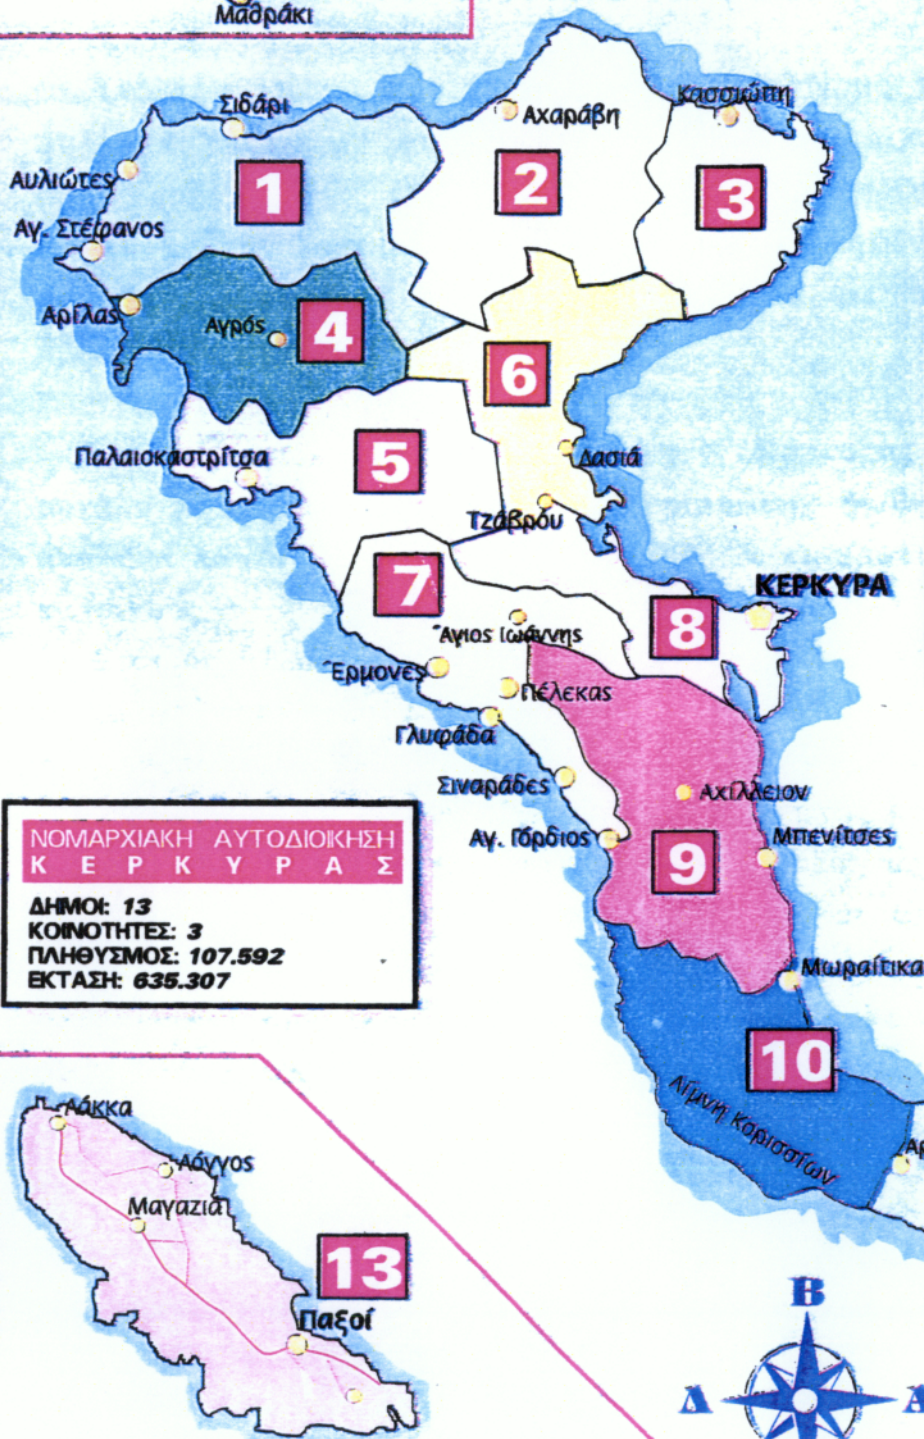 Μαθράκι
Σιδάρι
Αχαράβη
Κασσιώπη
Αυλιώτες
1
2
3
Αγ. Στέφανος
Αρίλας
Αγρός
4
6
Παλαιοκαστρίτσα
5
Δασιά
Τζάβρου
7
ΚΕΡΚΥΡΑ
8
Άγιος Ιωάννης
Έρμονες
Πέλεκας
Γλυφάδα
Σιναράδες
Αχίλλειον
Αγ. Γόρδιος
9
Μπενίτσες
ΝΟΜΑΡΧΙΑΚΗ ΑΥΤΟΔΙΟΙΚΗΣΗ
ΚΕΡΚΥΡΑΣ
ΔΗΜΟΙ: 13
ΚΟΙΝΟΤΗΤΕΣ: 3
ΠΛΗΘΥΣΜΟΣ: 107.592
ΕΚΤΑΣΗ: 635.307
Μωραΐτικα
10
Λίμνη Κορισσίων
Λάκκα
Λόγγος
Μαγαζιά
13
Παξοί
Β
Δ
Α